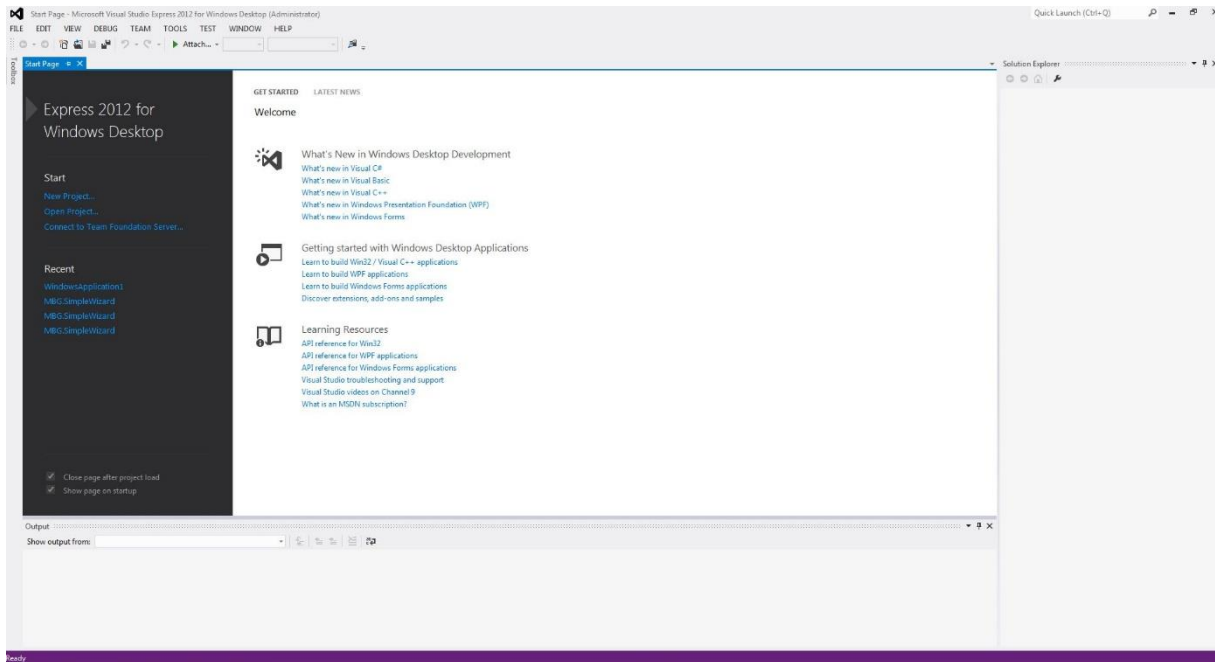 Start Page - Microsoft Visual Studio Express 2012 for Windows Desktop (Administrator)
Quick Launch (Ctrl+Q)
FILE EDIT VIEW DEBUG TEAM TOOLS TEST WINDOW HELP
Attach...
Toolbox
Start Page
Solution Explorer
Express 2012 for
Windows Desktop
Start
New Project...
Open Project...
Connect to Team Foundation Server...
Recent
WindowsApplication1
MBG.SimpleWizard
MBG.SimpleWizard
MBG.SimpleWizard
Close page after project load
Show page on startup
GET STARTED LATEST NEWS
Welcome
What's New in Windows Desktop Development
What's new in Visual C#
What's new in Visual Basic
What's new in Visual C++
What's new in Windows Presentation Foundation (WPF)
What's new in Windows Forms
Getting started with Windows Desktop Applications
Learn to build Win32 / Visual C++ applications
Learn to build WPF applications
Learn to build Windows Forms applications
Discover extensions, add-ons and samples
Learning Resources
API reference for Win32
API reference for WPF applications
API reference for Windows Forms applications
Visual Studio troubleshooting and support
Visual Studio videos on Channel 9
What is an MSDN subscription?
Output
Show output from:
Ready